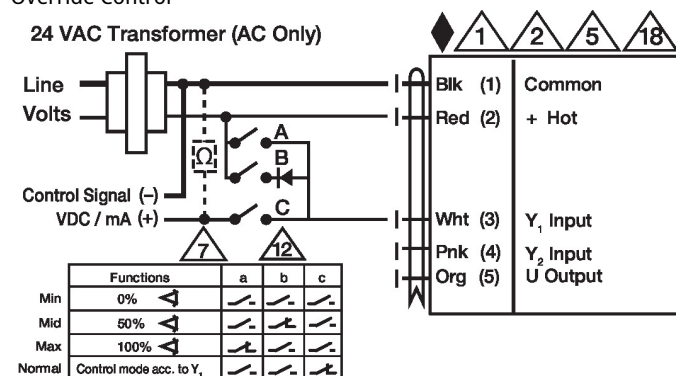 Override Control
24 VAC Transformer (AC Only)
1 2 5 18
Line
Volts
Blk (1) Common
Red (2) + Hot
A
Ω
B
Control Signal (–)
VDC / mA (+)
C
Wht (3) Y₁ Input
Pnk (4) Y₂ Input
Org (5) U Output
7 12
Functions a b c
Min 0%
Mid 50%
Max 100%
Normal Control mode acc. to Y₁